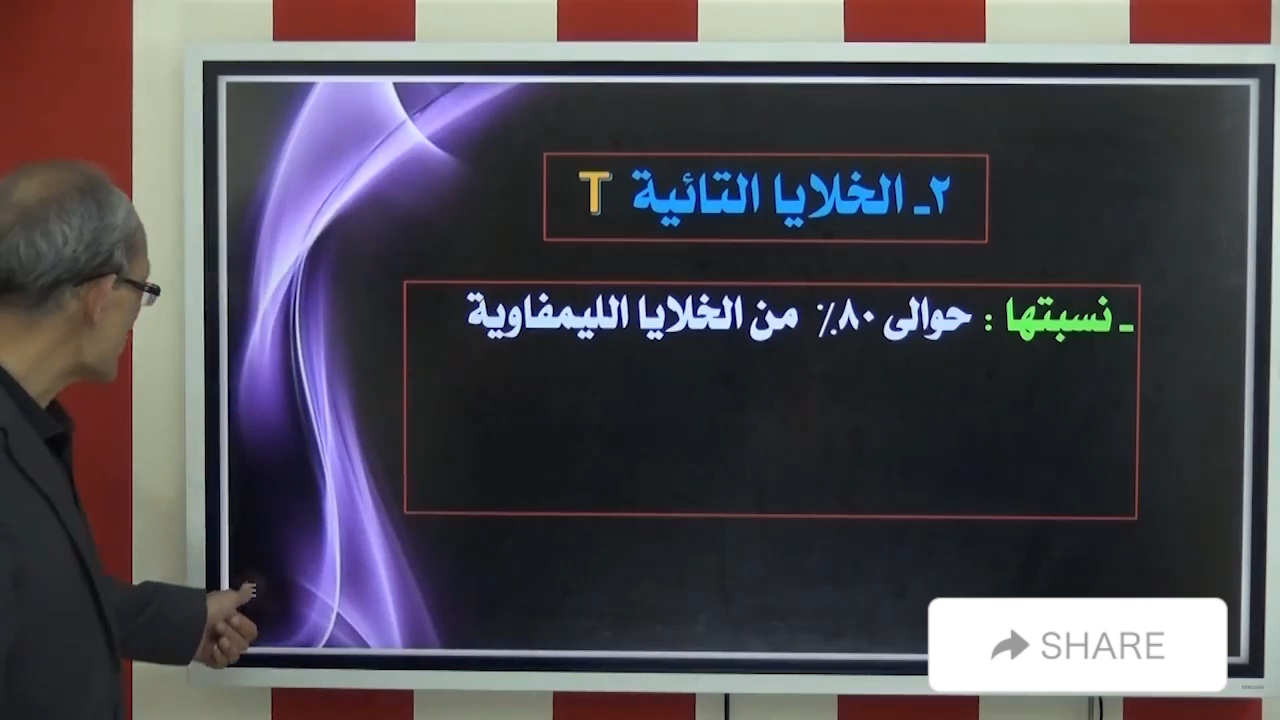 ٢ـ الخلايا التائية T
ـ نسبتها : حوالى ٨٠٪ من الخلايا الليمفاوية
SHARE